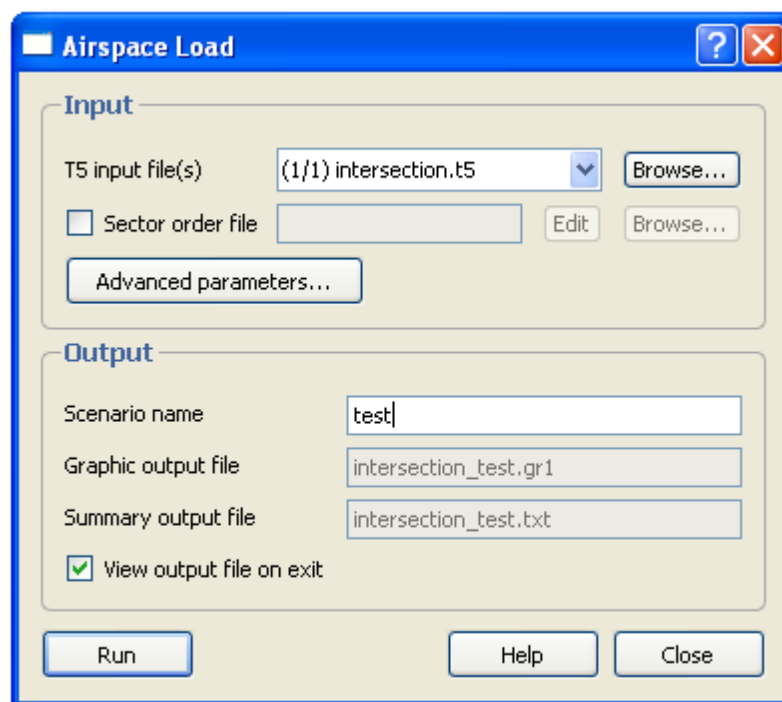 Airspace Load
Input
T5 input file(s) (1/1) intersection.t5 Browse...
Sector order file Edit Browse...
Advanced parameters...
Output
Scenario name test
Graphic output file intersection_test.gr1
Summary output file intersection_test.txt
View output file on exit
Run Help Close